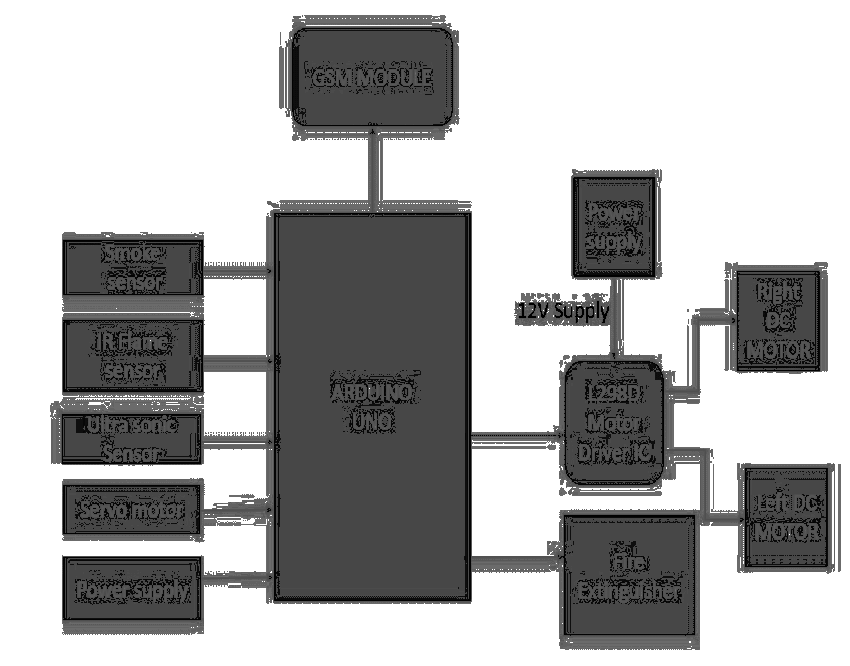 GSM MODULE
Power
supply
Smoke
sensor
12V Supply
Right
DC
MOTOR
IR Flame
sensor
ARDUINO
UNO
L298D
Motor
Driver IC
Ultra sonic
Sensor
Servo motor
Left DC
MOTOR
Fire
Extinguisher
Power supply